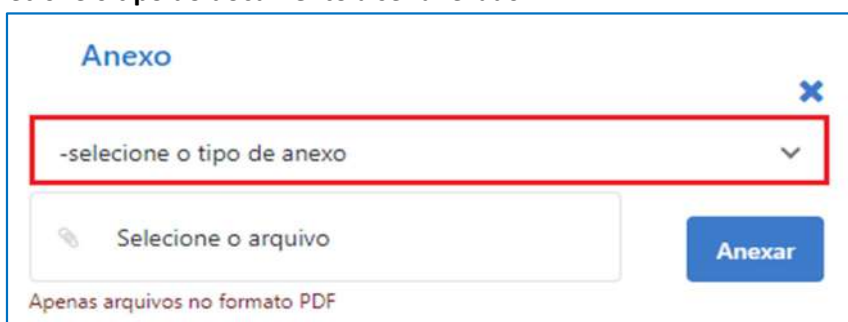 Anexo
-selecione o tipo de anexo
Selecione o arquivo
Anexar
Apenas arquivos no formato PDF